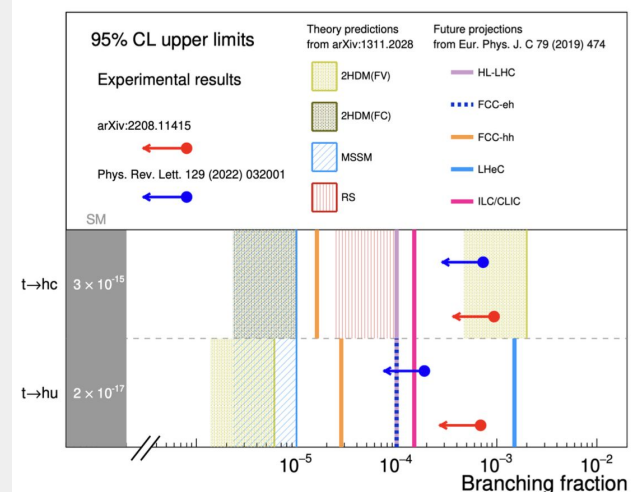 95% CL upper limits
Experimental results
arXiv:2208.11415
Phys. Rev. Lett. 129 (2022) 032001
Theory predictions
from arXiv:1311.2028
2HDM(FV)
2HDM(FC)
MSSM
RS
Future projections
from Eur. Phys. J. C 79 (2019) 474
HL-LHC
FCC-eh
FCC-hh
LHeC
ILC/CLIC
SM
t→hc
3 × 10⁻¹⁵
t→hu
2 × 10⁻¹⁷
10⁻⁵ 10⁻⁴ 10⁻³ 10⁻²
Branching fraction